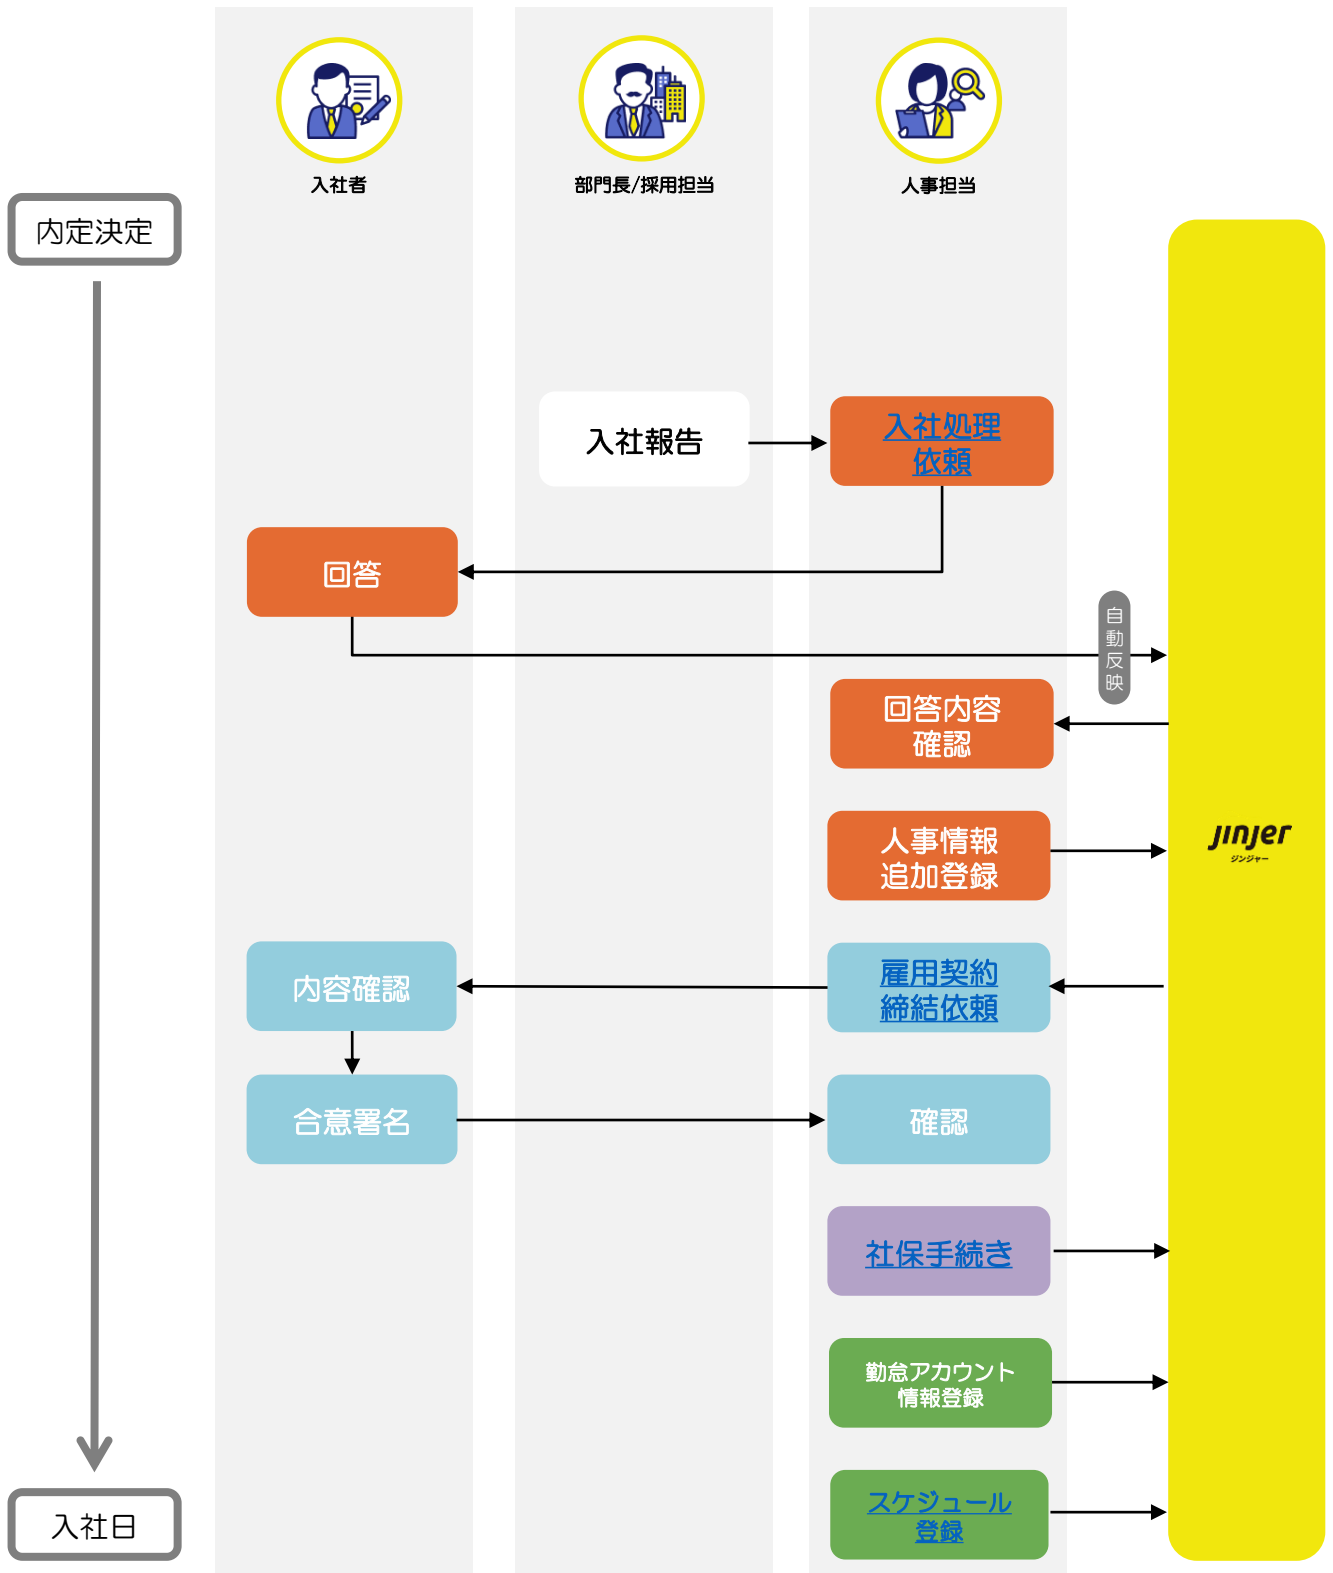 入社者
部門長/採用担当
人事担当
内定決定
入社報告
入社処理
依頼
回答
自動反映
回答内容
確認
人事情報
追加登録
jinjer
ジンジャー
内容確認
雇用契約
締結依頼
合意署名
確認
社保手続き
勤怠アカウント
情報登録
スケジュール
登録
入社日